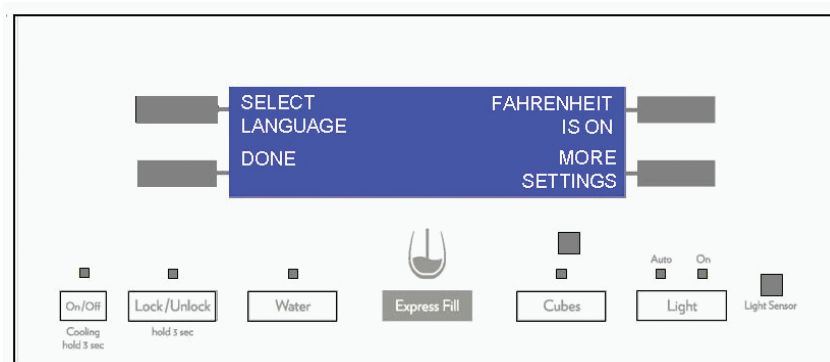 SELECT
LANGUAGE
FAHRENHEIT
IS ON
DONE
MORE
SETTINGS
Auto On
On/Off
Lock/Unlock
Water
Express Fill
Cubes
Light
Light Sensor
Cooling
hold 3 sec
hold 3 sec